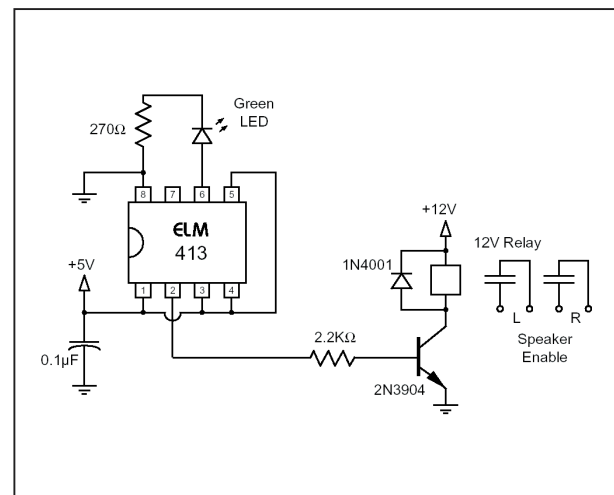 Green
LED
270Ω
8 7 6 5
ELM
413
+5V
1 2 3 4
0.1µF
+12V
12V Relay
1N4001
L
R
Speaker
Enable
2.2KΩ
2N3904